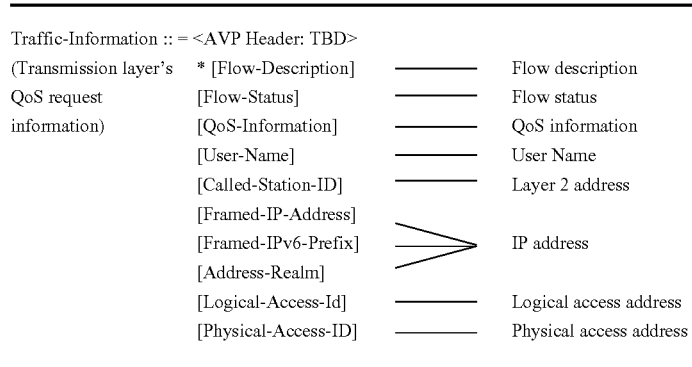 Traffic-Information :: = <AVP Header: TBD>
(Transmission layer's * [Flow-Description] Flow description
QoS request [Flow-Status] Flow status
information) [QoS-Information] QoS information
[User-Name] User Name
[Called-Station-ID] Layer 2 address
[Framed-IP-Address]
[Framed-IPv6-Prefix] IP address
[Address-Realm]
[Logical-Access-Id] Logical access address
[Physical-Access-ID] Physical access address